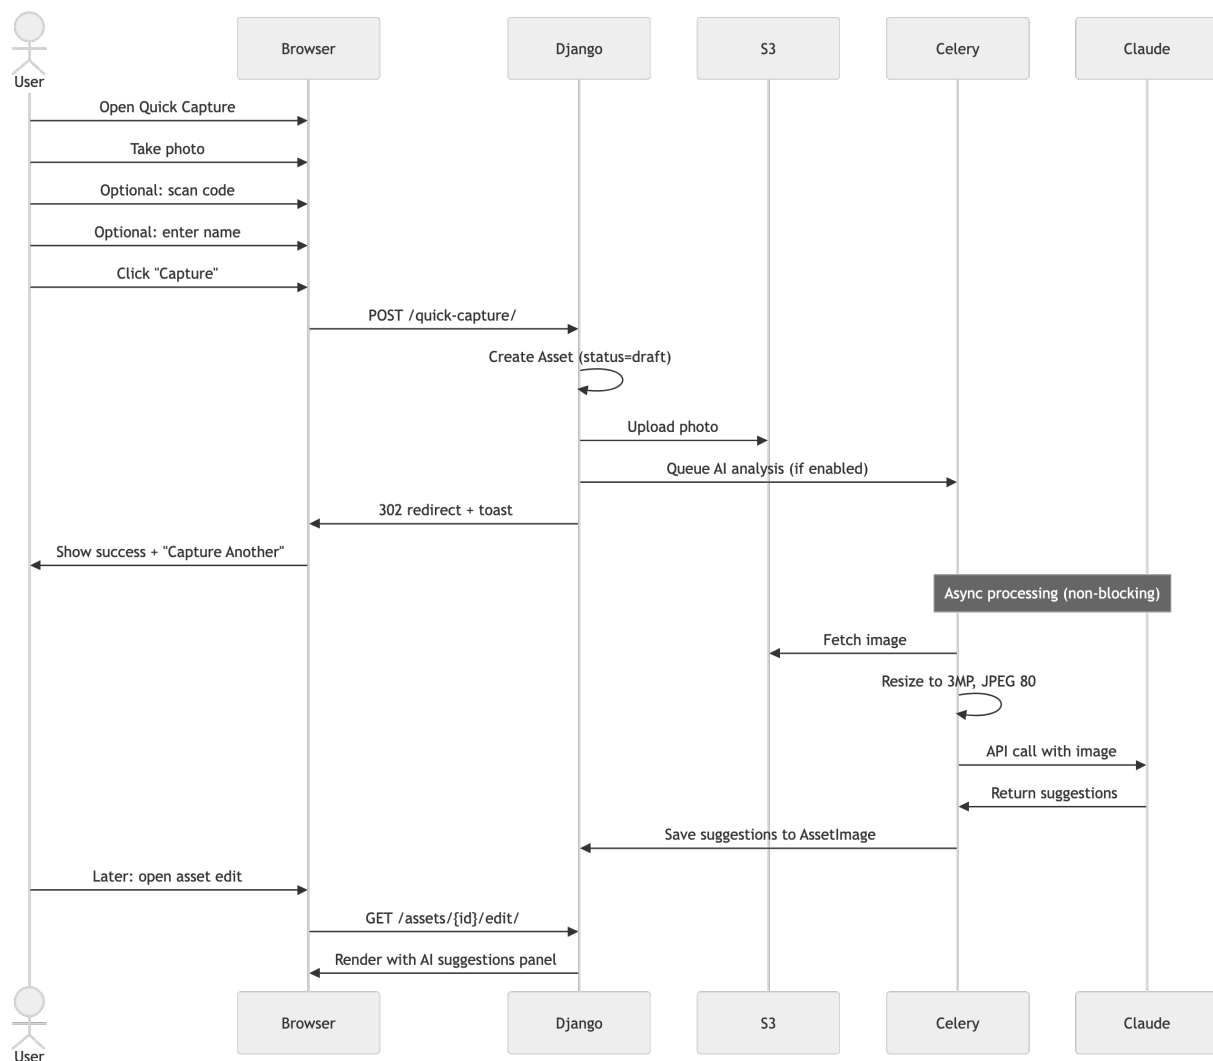 User
Browser
Django
S3
Celery
Claude
Open Quick Capture
Take photo
Optional: scan code
Optional: enter name
Click "Capture"
POST /quick-capture/
Create Asset (status=draft)
Upload photo
Queue AI analysis (if enabled)
302 redirect + toast
Show success + "Capture Another"
Async processing (non-blocking)
Fetch image
Resize to 3MP, JPEG 80
API call with image
Return suggestions
Save suggestions to AssetImage
Later: open asset edit
GET /assets/{id}/edit/
Render with AI suggestions panel
User
Browser
Django
S3
Celery
Claude